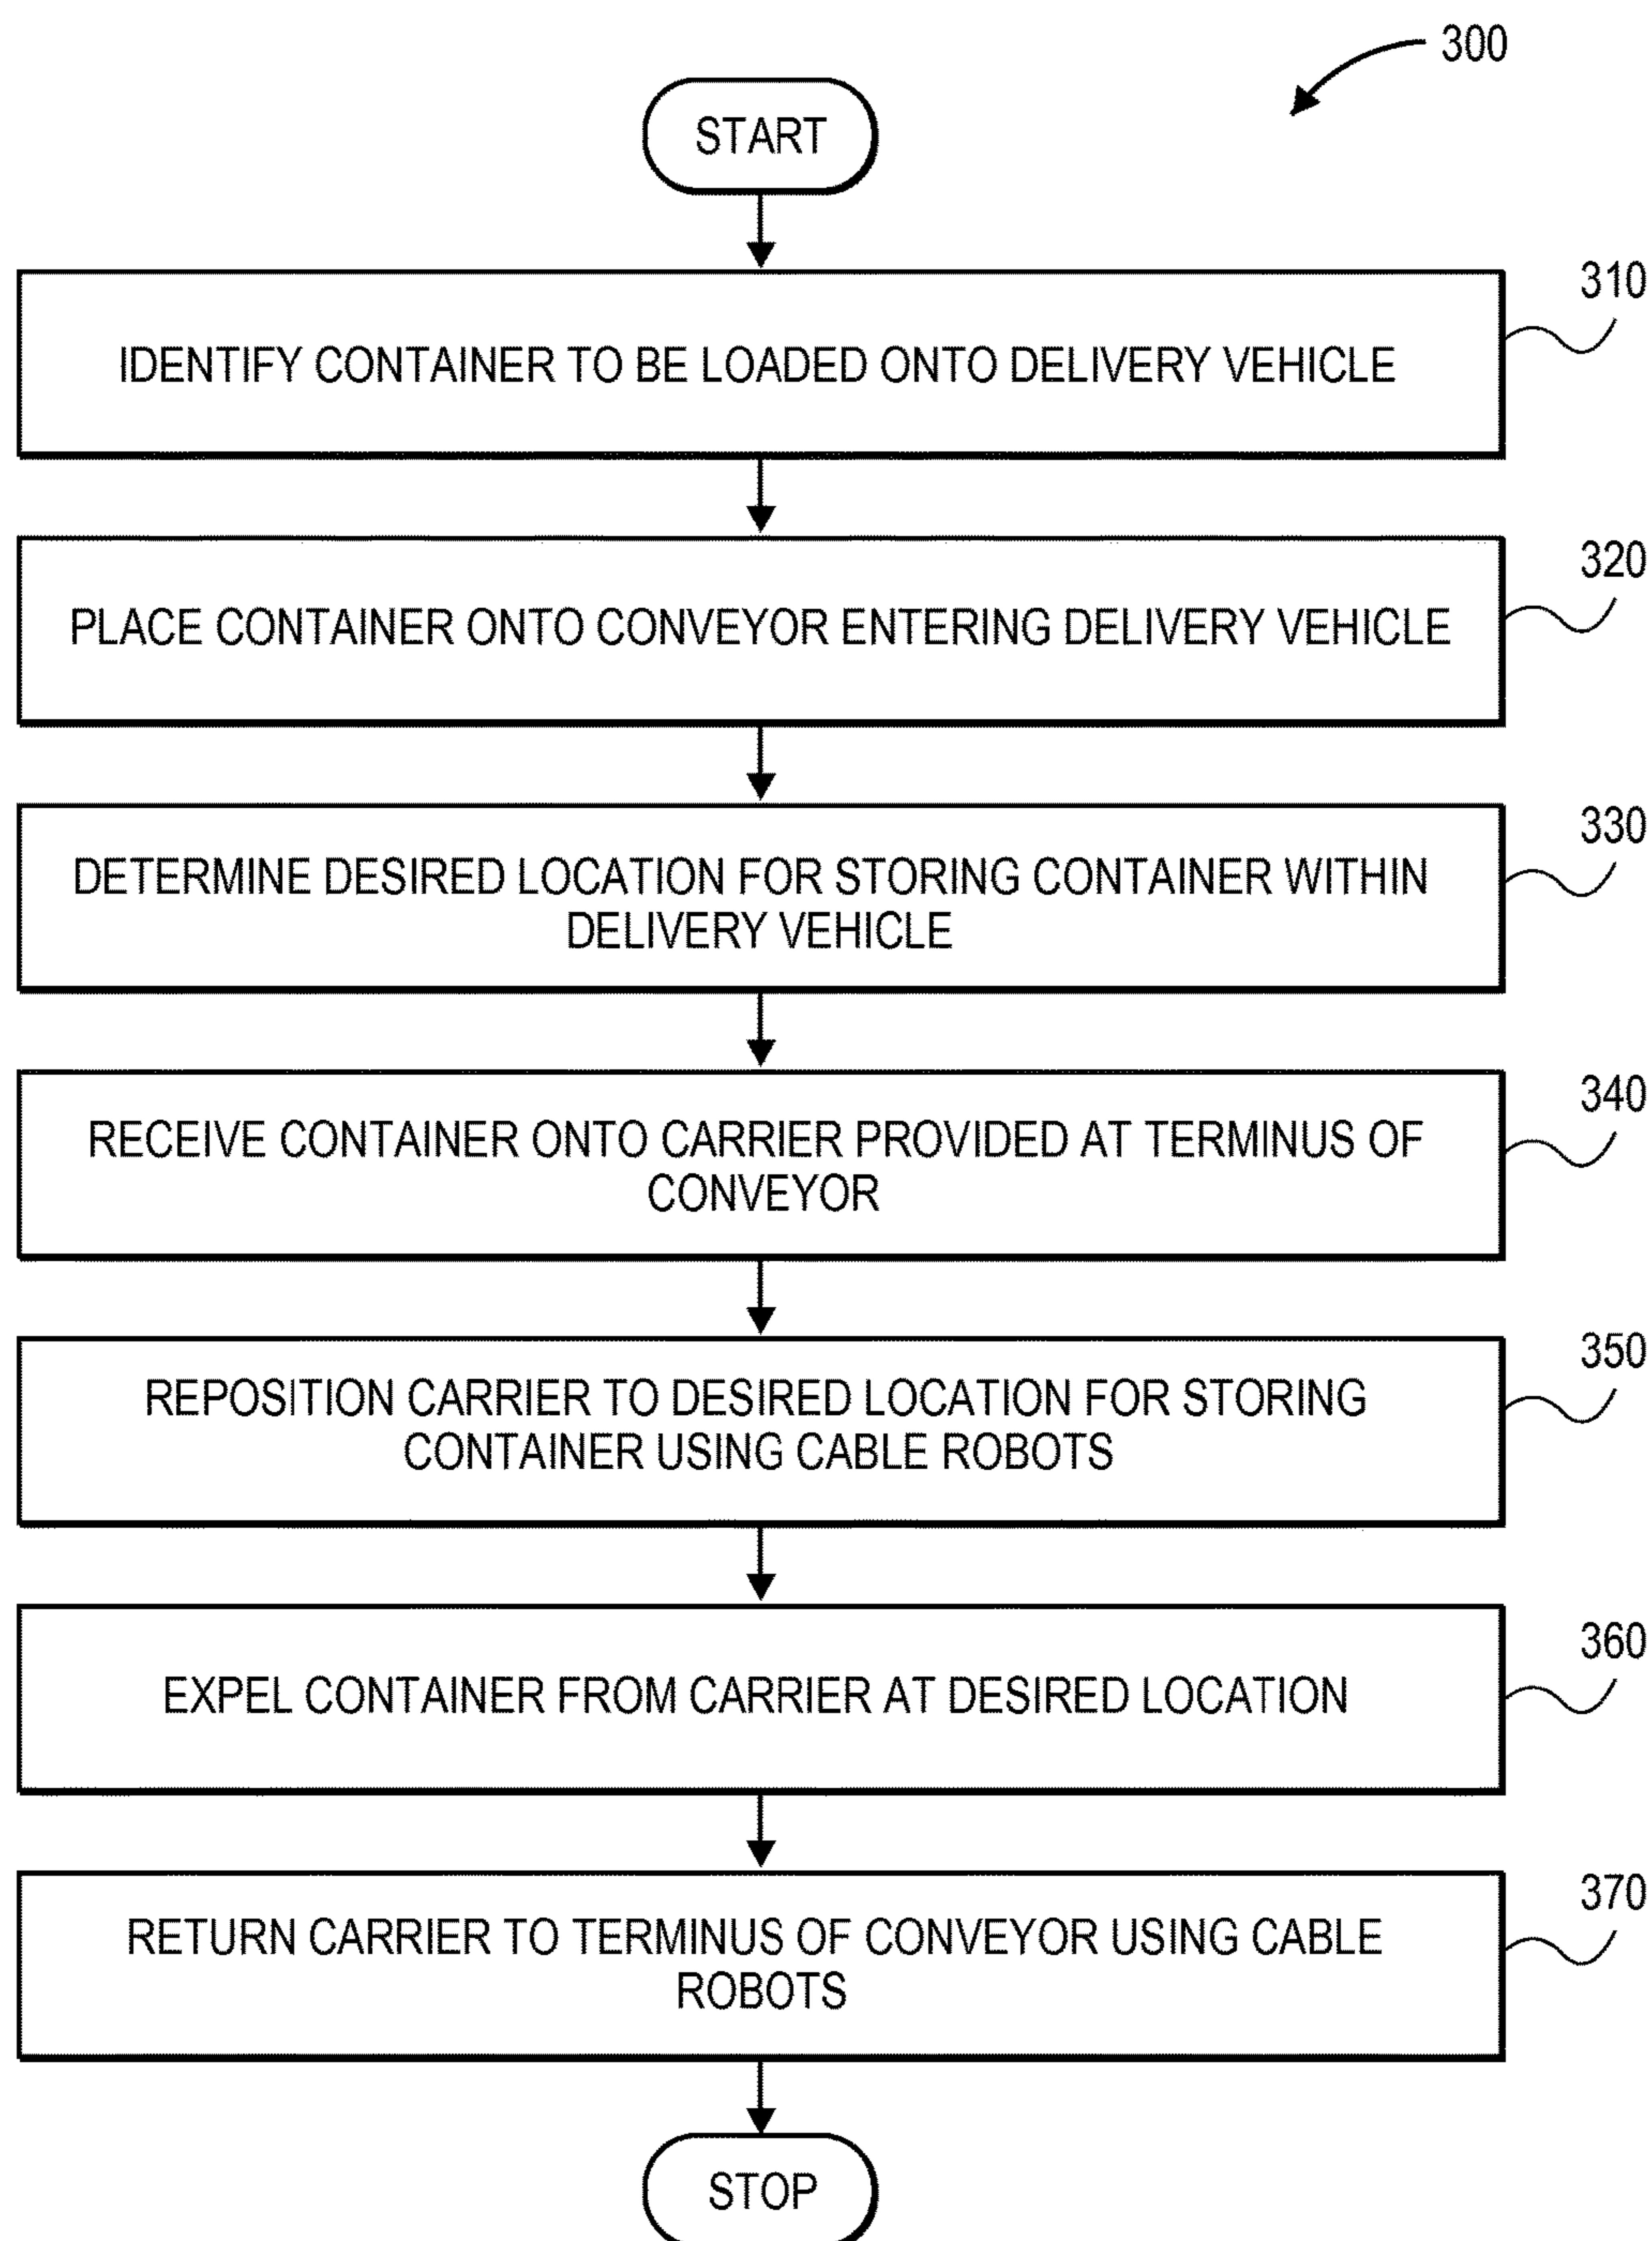 300
START
310
IDENTIFY CONTAINER TO BE LOADED ONTO DELIVERY VEHICLE
320
PLACE CONTAINER ONTO CONVEYOR ENTERING DELIVERY VEHICLE
330
DETERMINE DESIRED LOCATION FOR STORING CONTAINER WITHIN
DELIVERY VEHICLE
340
RECEIVE CONTAINER ONTO CARRIER PROVIDED AT TERMINUS OF
CONVEYOR
350
REPOSITION CARRIER TO DESIRED LOCATION FOR STORING
CONTAINER USING CABLE ROBOTS
360
EXPEL CONTAINER FROM CARRIER AT DESIRED LOCATION
370
RETURN CARRIER TO TERMINUS OF CONVEYOR USING CABLE
ROBOTS
STOP